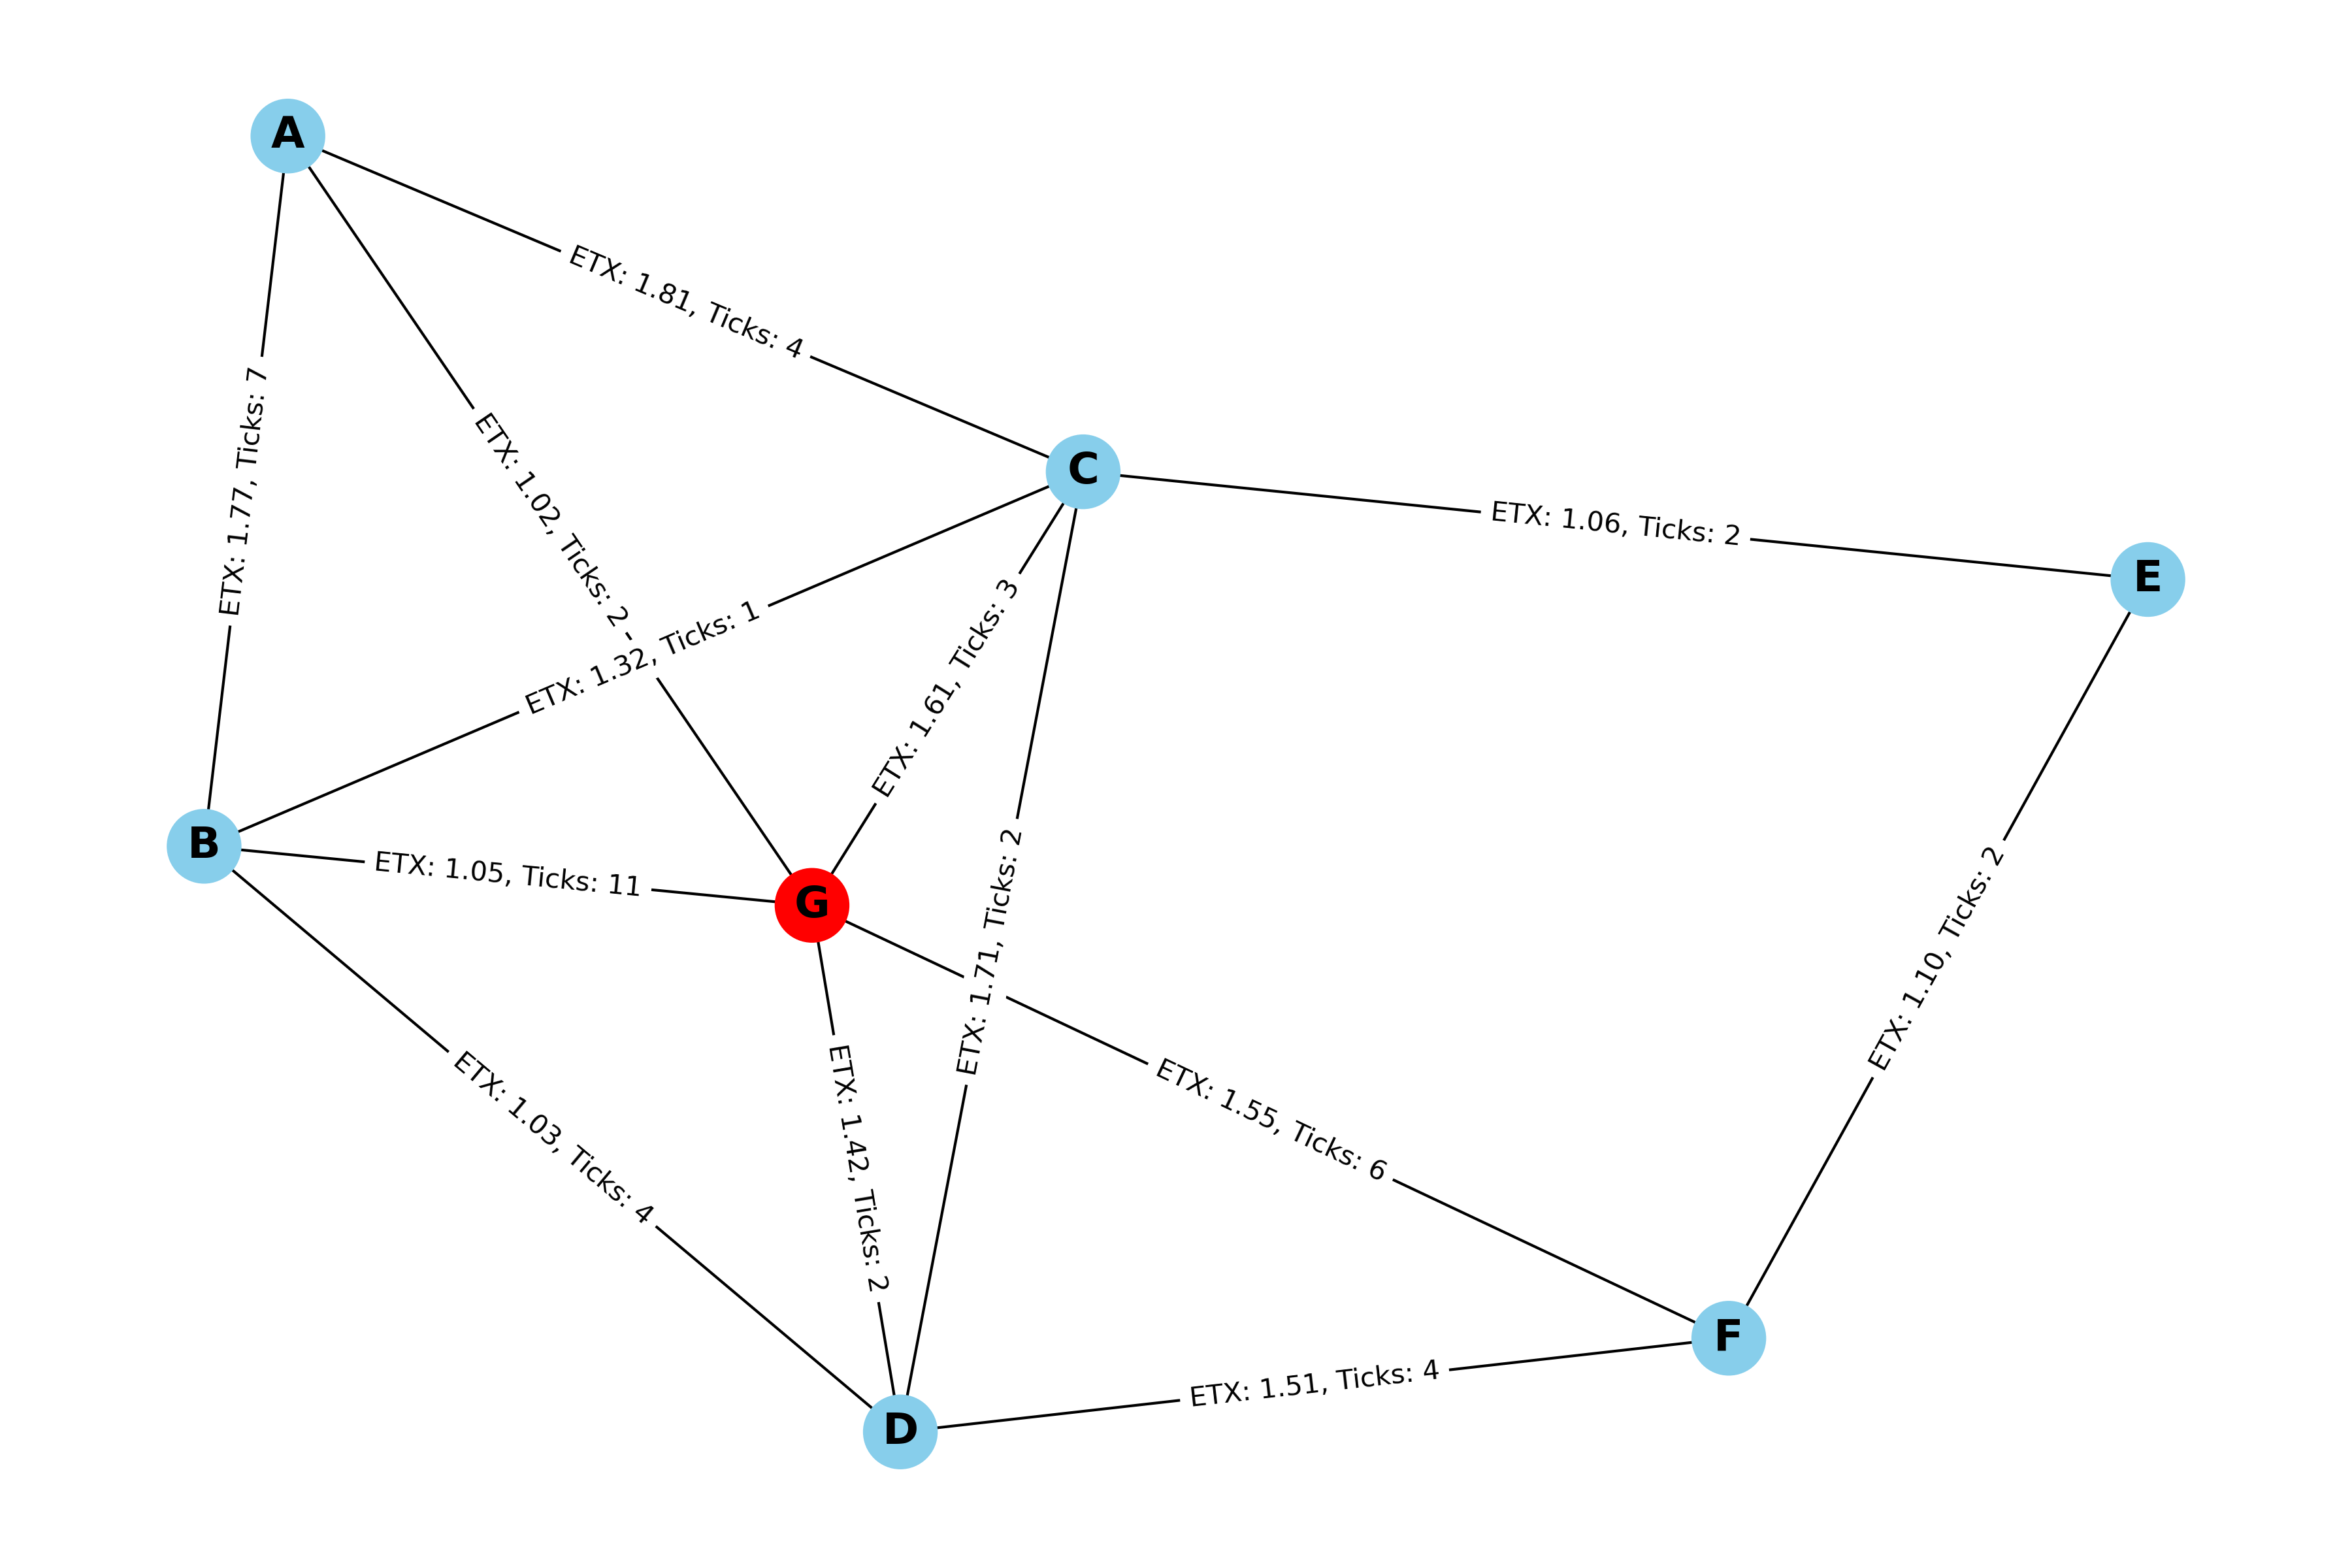 A
ETX: 1.81, Ticks: 4
ETX: 1.77, Ticks: 7
ETX: 1.02, Ticks: 2
C
ETX: 1.06, Ticks: 2
E
ETX: 1.32, Ticks: 1
ETX: 1.61, Ticks: 3
B
ETX: 1.05, Ticks: 11
G
ETX: 1.71, Ticks: 2
ETX: 1.10, Ticks: 2
ETX: 1.03, Ticks: 4
ETX: 1.42, Ticks: 2
ETX: 1.55, Ticks: 6
F
ETX: 1.51, Ticks: 4
D